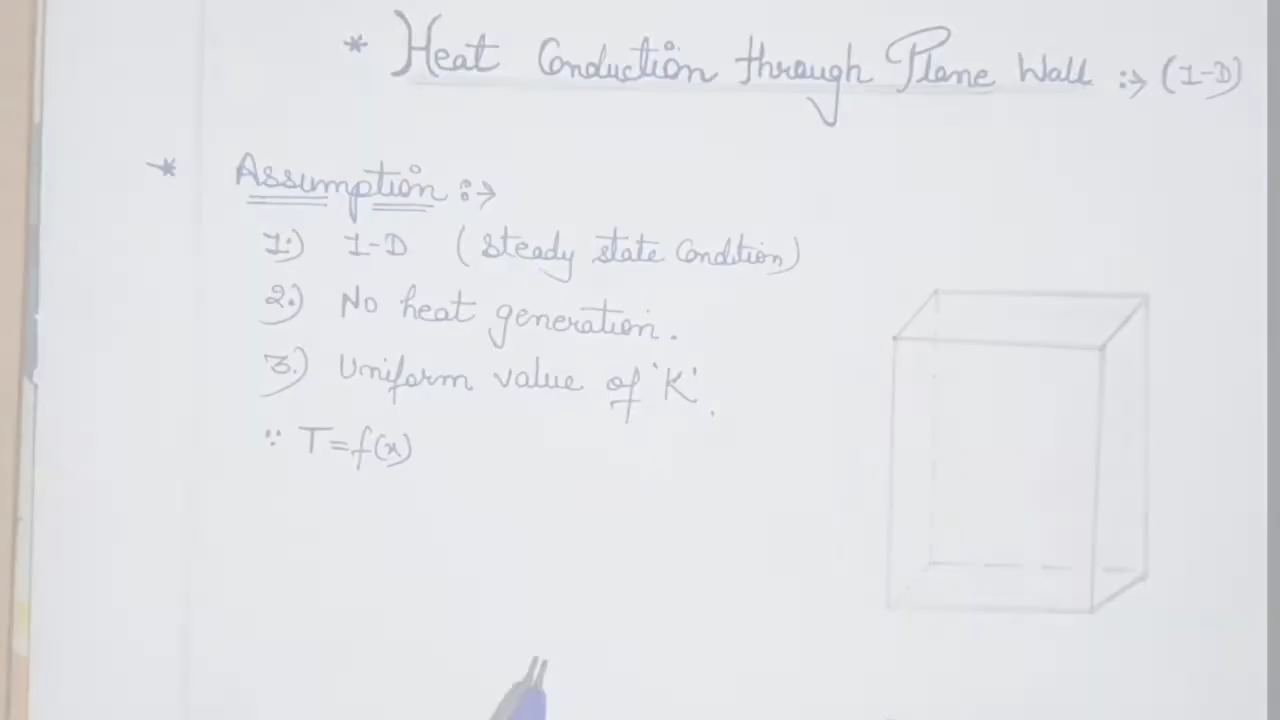 * Heat Conduction through Plane Wall :→ (1-D)
* Assumption :→
1.) 1-D (Steady state Condition)
2.) No heat generation.
3.) Uniform value of 'K'.
∵ T=f(x)